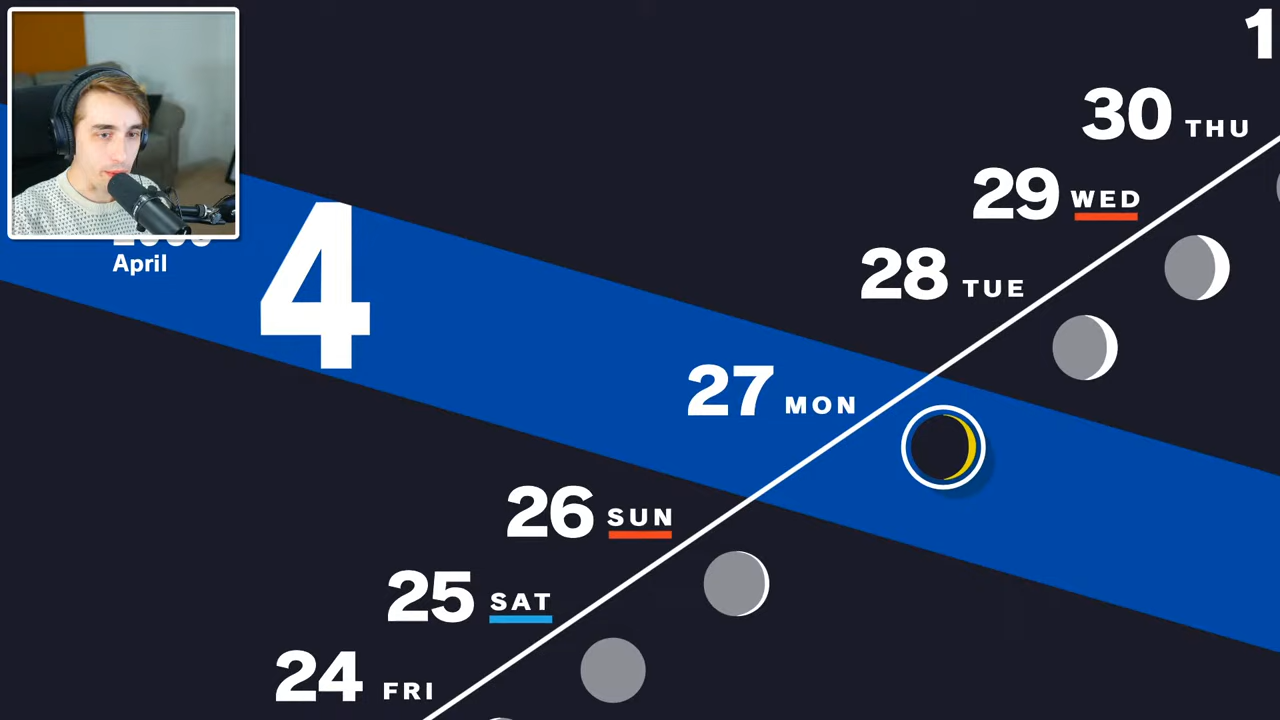 1
30 THU
29 WED
28 TUE
April
4
27 MON
26 SUN
25 SAT
24 FRI